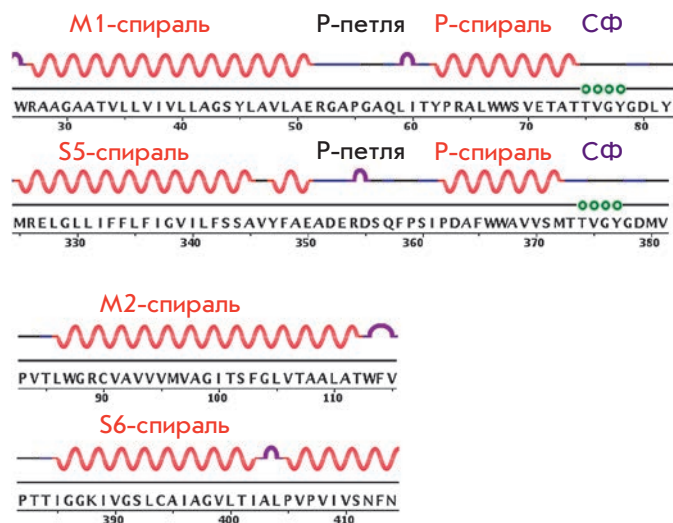 М1-спираль P-петля P-спираль СФ
WRAAGAATVLLVIVLLAGSYLAVLAERGAPGAQLITYPRALWWSVETATTVGYGDLY
30 40 50 60 70 80
S5-спираль P-петля P-спираль СФ
MRELGLLIFFLFIGVILFSSAVYFAEADERDSQFPSIPDAFWWAVVSMTTVGYGDMV
330 340 350 360 370 380
М2-спираль
PVTLWGRCVAVVVMVAGITSFGLVTAALATWFV
90 100 110
S6-спираль
PTTIGGKIVGSLCAIAGVLTIALPVPVIVSNFN
390 400 410